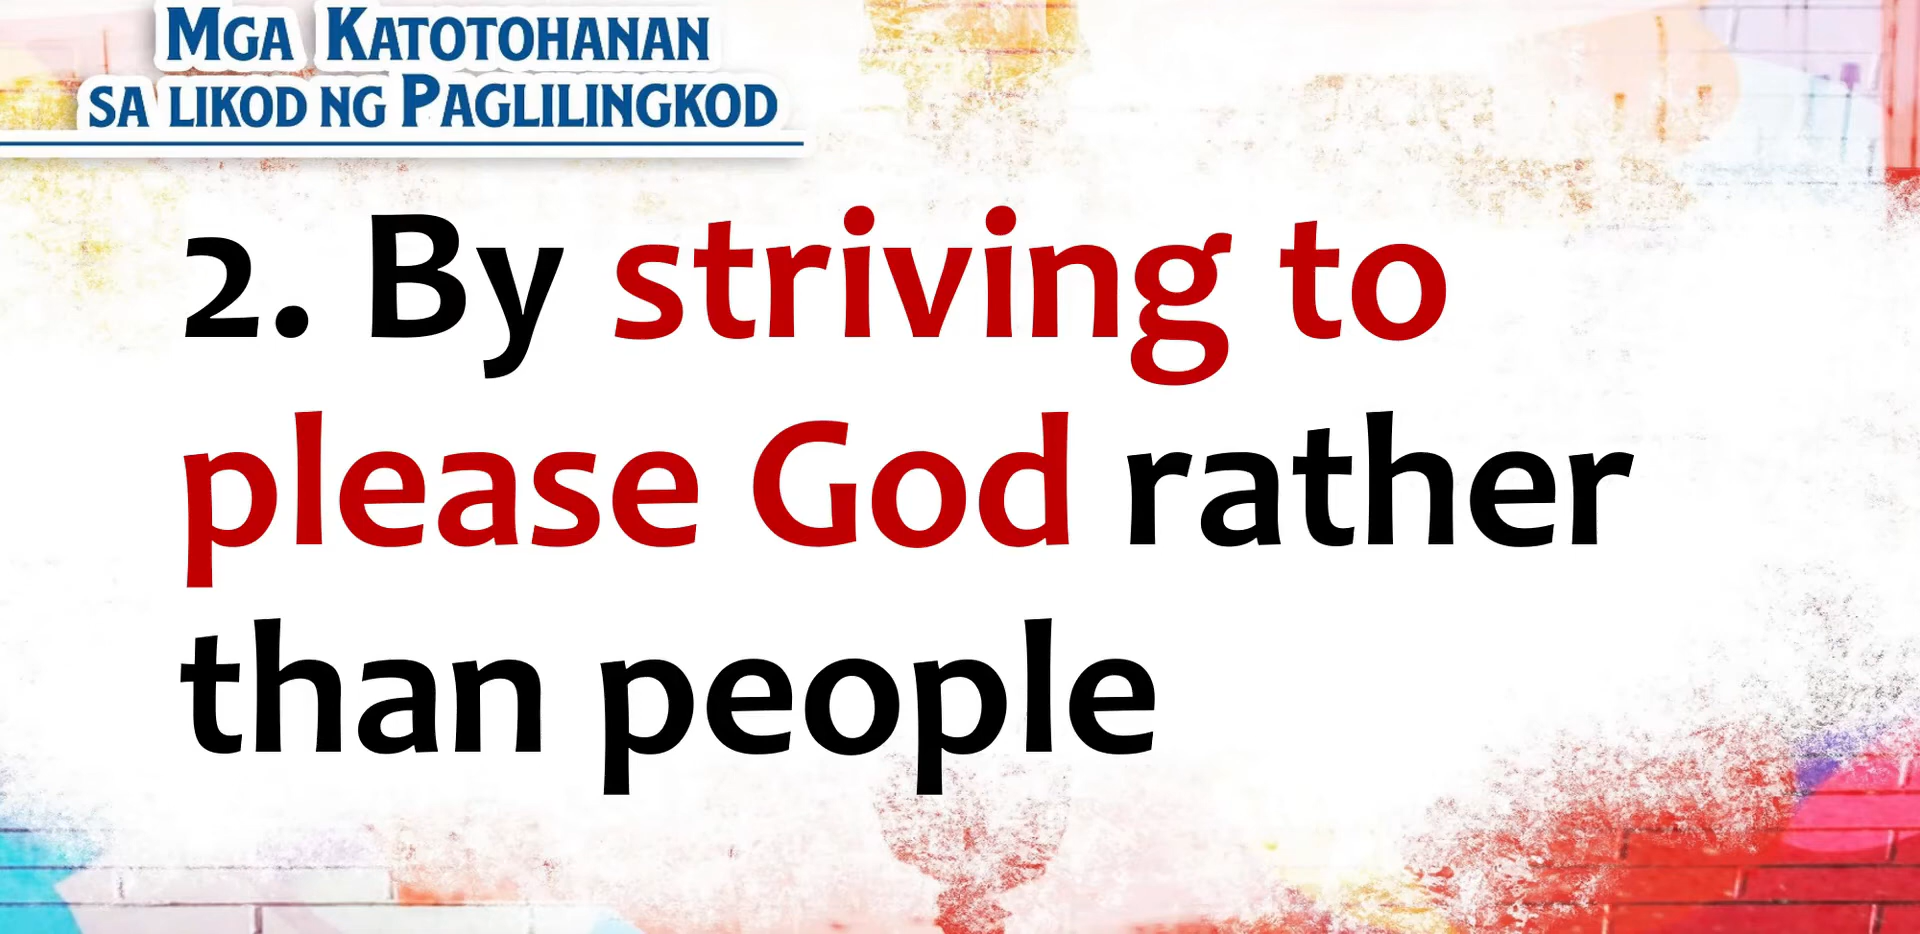 MGA KATOTOHANAN
SA LIKOD NG PAGLILINGKOD
2. By striving to
please God rather
than people